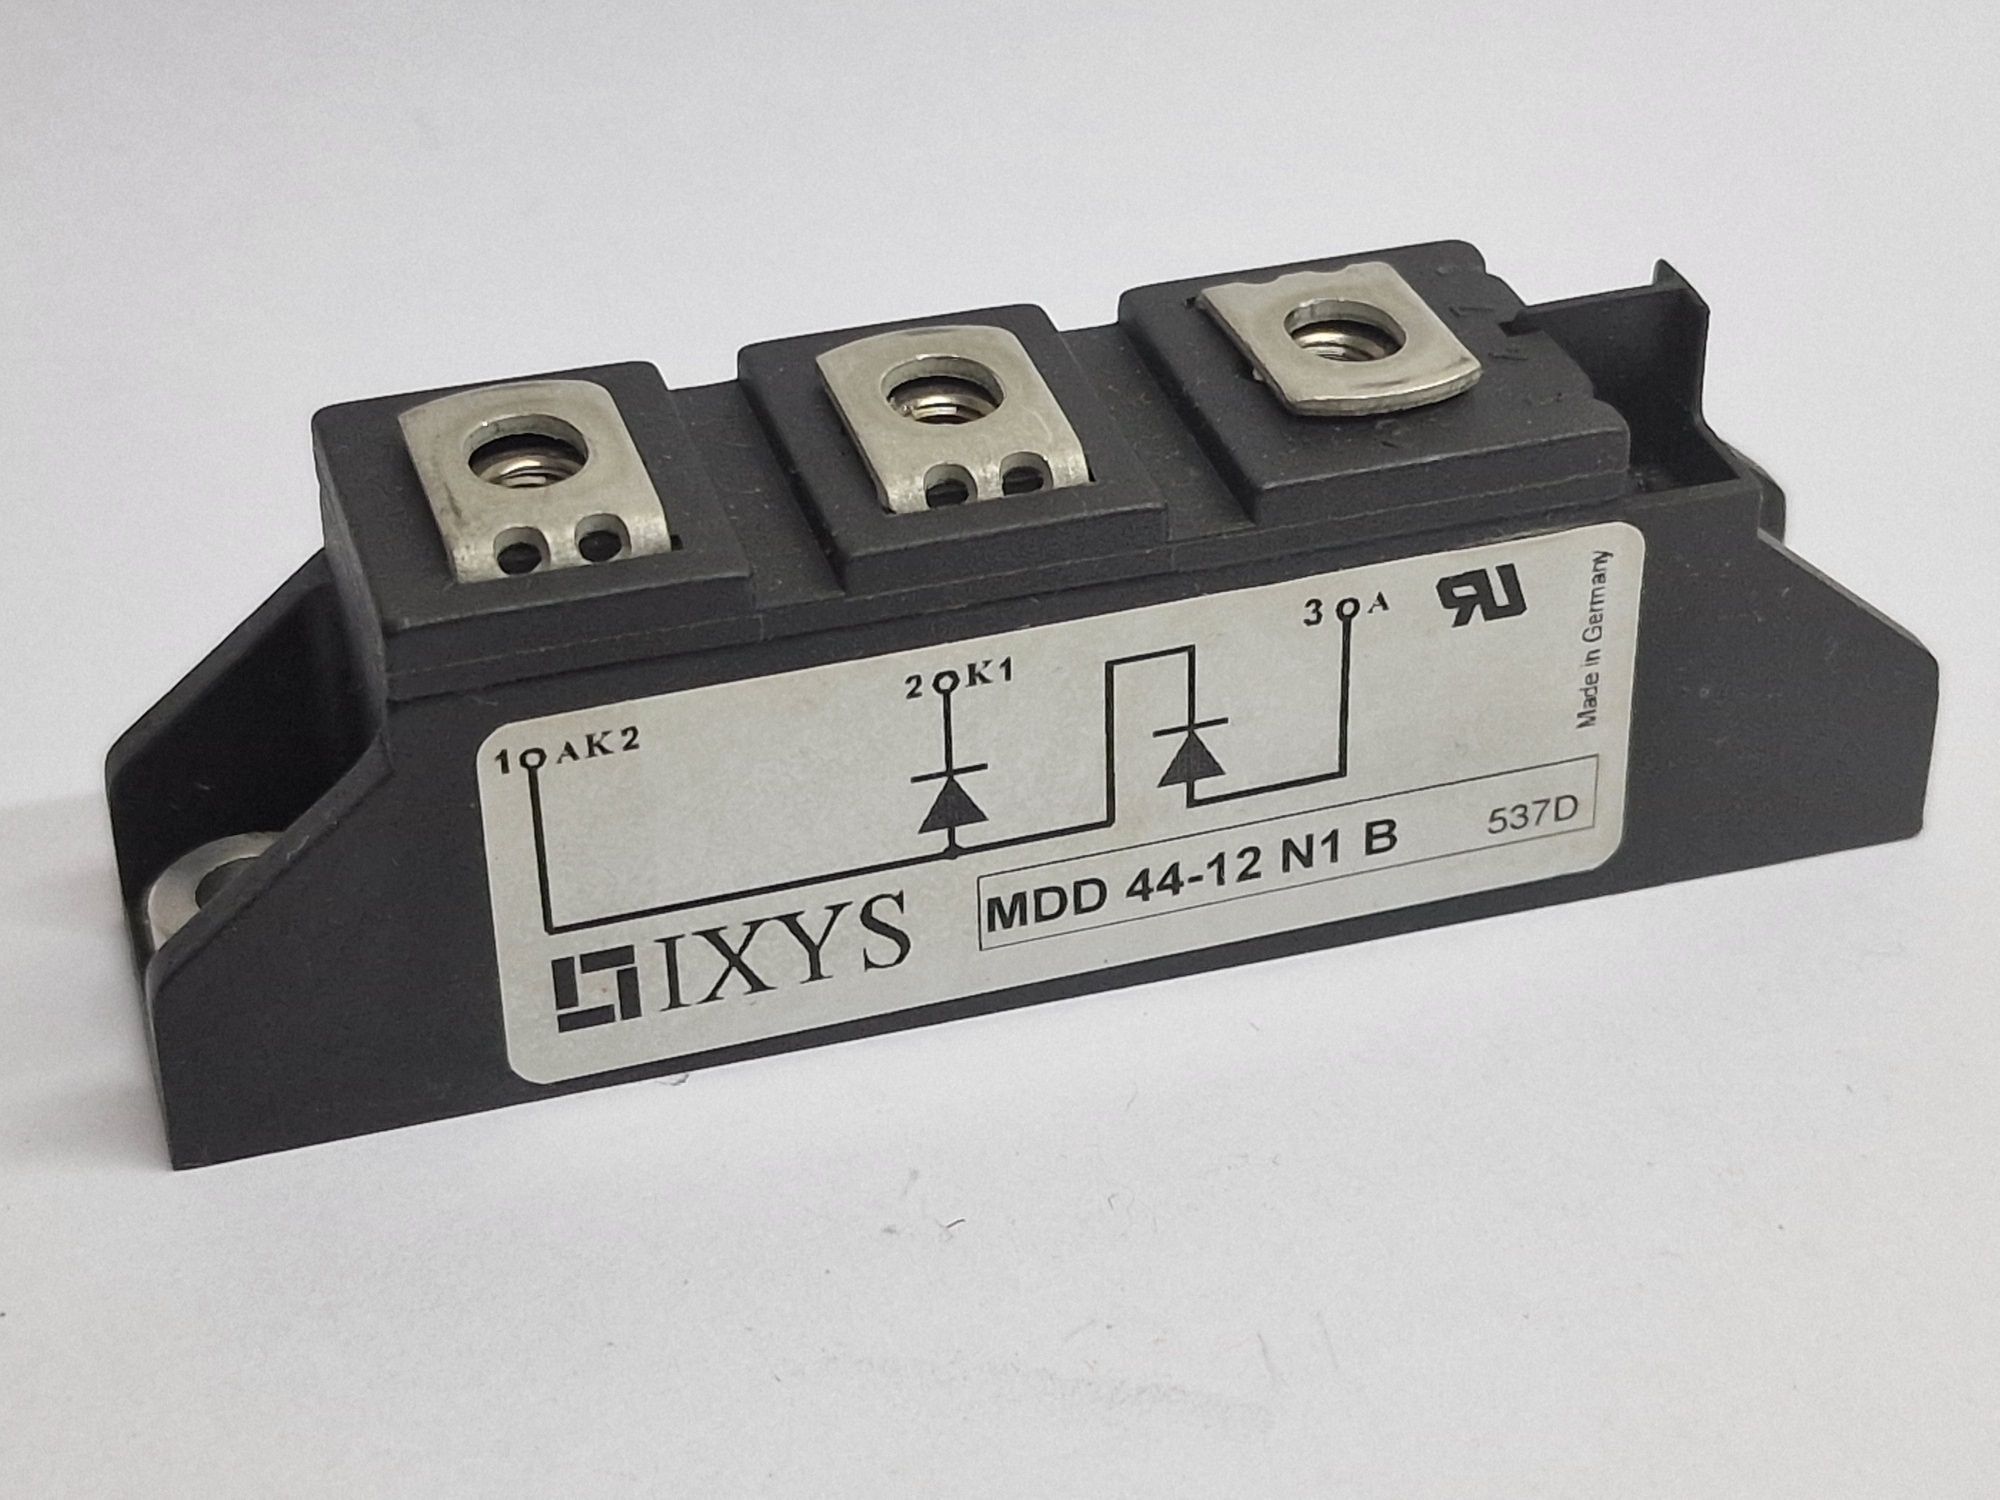 1 AK2
2 K1
3 A
Made in Germany
IXYS
MDD 44-12 N1 B
537D